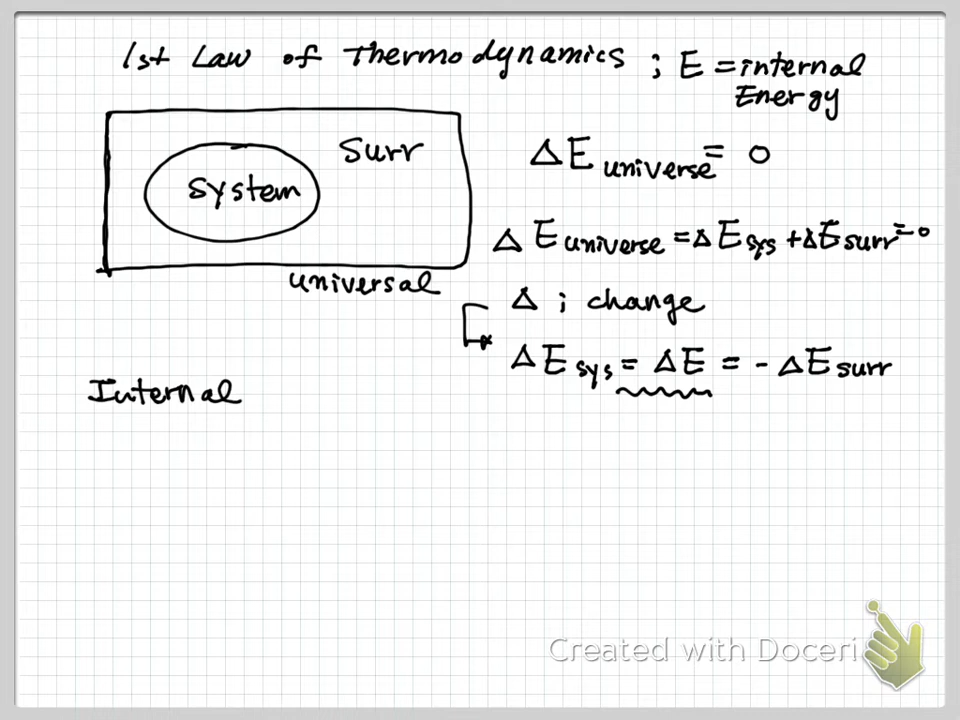 1st Law of Thermodynamics ; E = internal
Energy
Surr
system
universal
ΔE universe = 0
ΔE universe = ΔE sys + ΔE surr = 0
Δ ; change
ΔE sys = ΔE = - ΔE surr
Internal
Created with Doceri